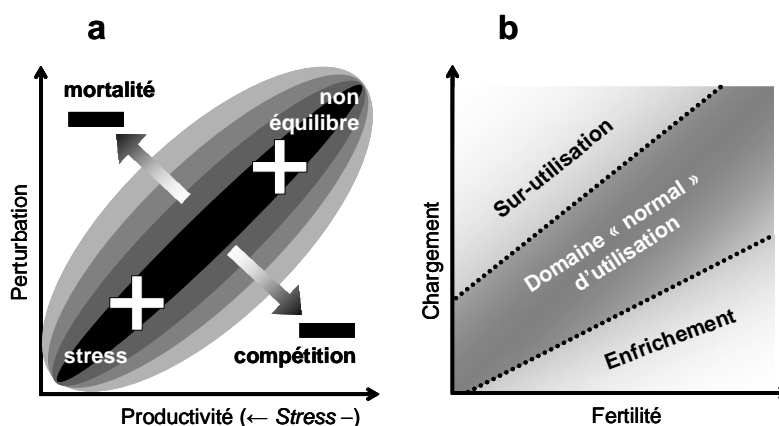 a
mortalité
non
équilibre
Perturbation
stress
compétition
Productivité (← Stress –)
b
Sur-utilisation
Domaine « normal »
d'utilisation
Chargement
Enfrichement
Fertilité